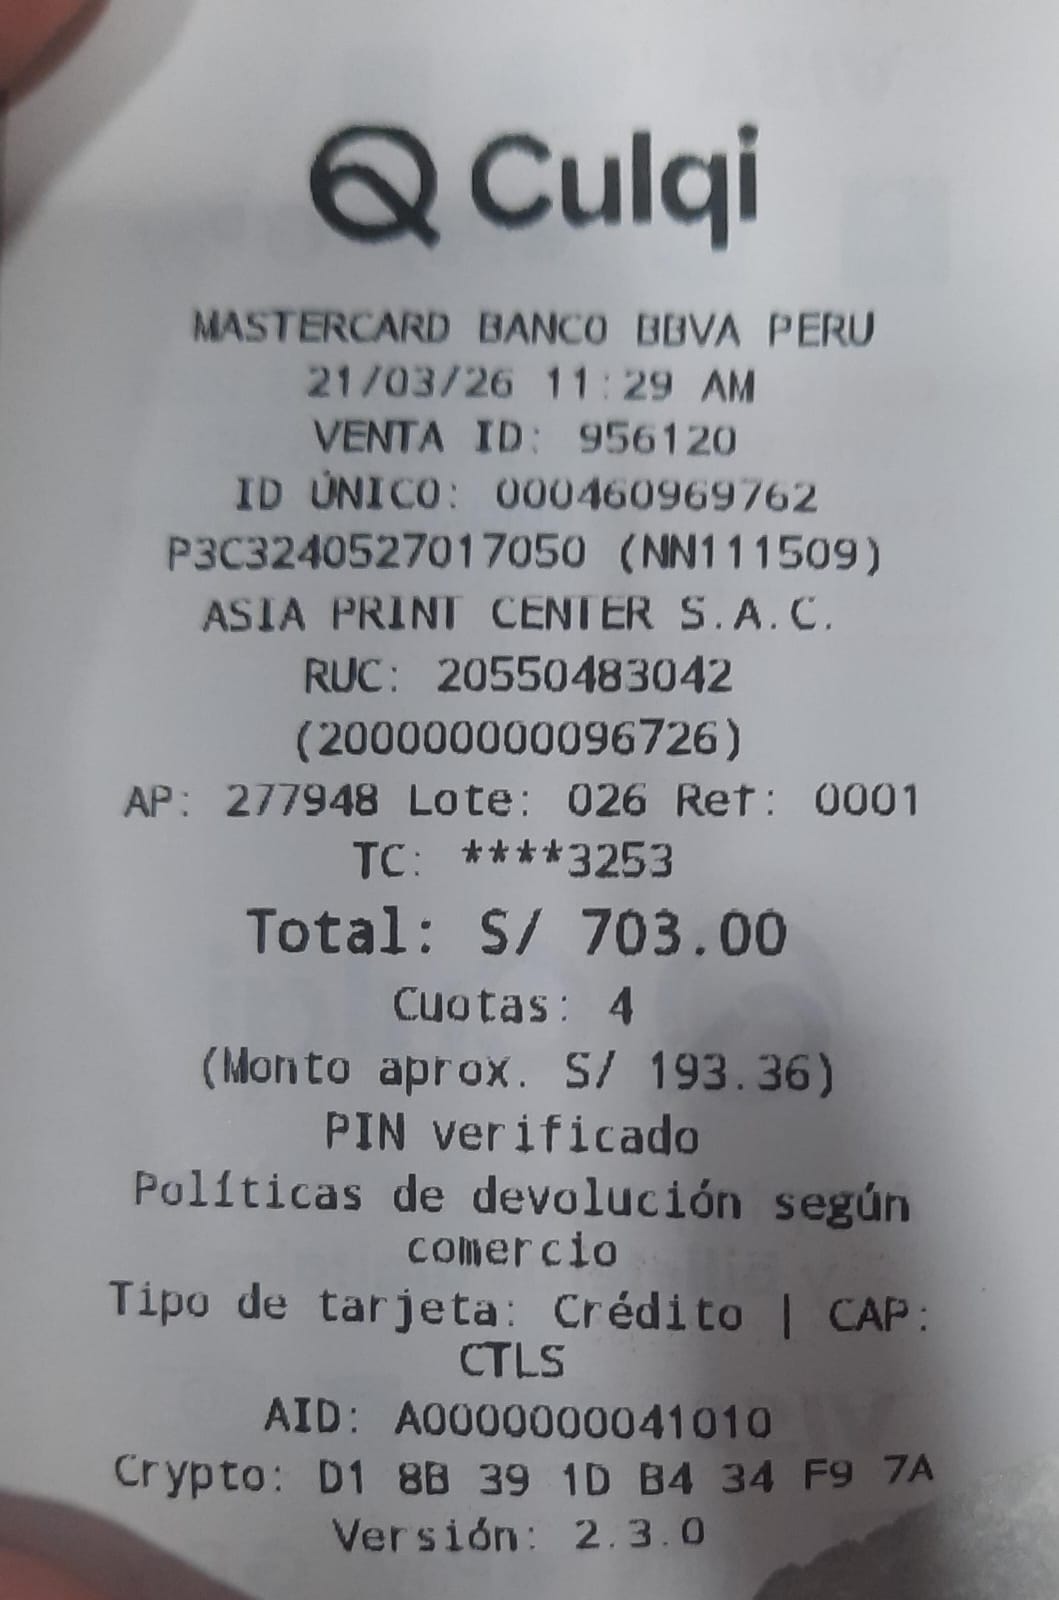 Culqi
MASTERCARD BANCO BBVA PERU
21/03/26 11:29 AM
VENTA ID: 956120
ID ÚNICO: 000460969762
P3C3240527017050 (NN111509)
ASIA PRINT CENTER S.A.C.
RUC: 20550483042
(200000000096726)
AP: 277948 Lote: 026 Ref: 0001
TC: ****3253
Total: S/ 703.00
Cuotas: 4
(Monto aprox. S/ 193.36)
PIN verificado
Políticas de devolución según
comercio
Tipo de tarjeta: Crédito | CAP:
CTLS
AID: A0000000041010
Crypto: D1 8B 39 1D B4 34 F9 7A
Versión: 2.3.0